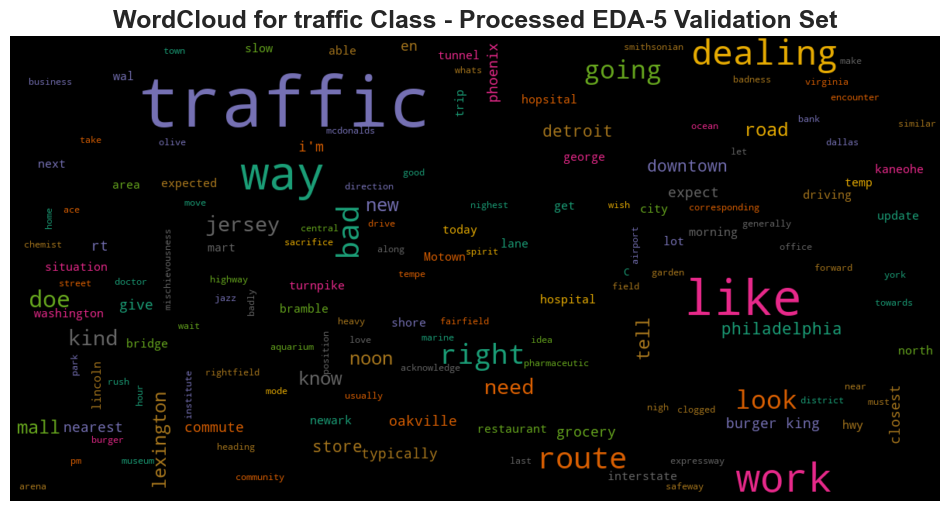 WordCloud for traffic Class - Processed EDA-5 Validation Set
town slow able en tunnel smithsonian dealing make
business wal whats phoenix going badness virginia
traffic trip hopsital encounter
take olive mcdonalds i'm detroit ocean road bank similar
next way good george let dallas
area expected direction downtown kaneohe
move new nighest get wish expect temp driving
home ace jersey central drive today city corresponding update
chemist rt mart sacrifice bad along Motown spirit lane airport lot morning generally office
situation mischievousness tempe C garden forward york
street doctor highway turnpike hospital field like towards
doe washington give jazz badly bramble
kind bridge wait heavy shore fairfield marine idea tell philadelphia north
park aquarium position love noon right pharmaceutic
lincoln rush hour rightfield institute mode know acknowledge usually need look district near must
mall nearest lexington commute newark oakville restaurant grocery nigh clogged burger king hwy closest
burger heading store typically
pm museum community last route interstate expressway work
arena safeway